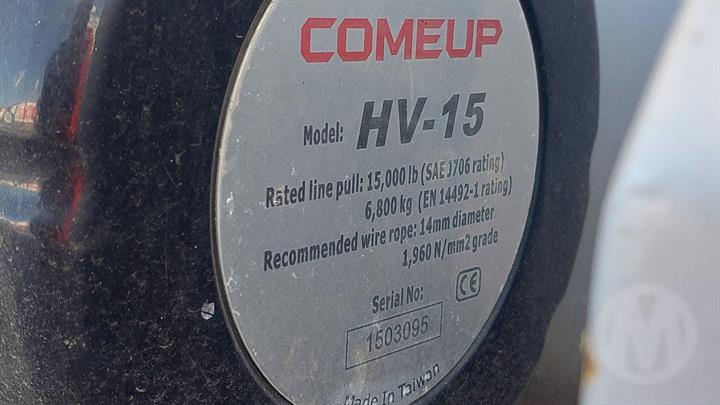 COMEUP
Model: HV-15
Rated line pull: 15,000 lb (SAE J706 rating)
6,800 kg (EN 14492-1 rating)
Recommended wire rope: 14mm diameter
1,960 N/mm2 grade
Serial No:
CE
1503095
Made In Taiwan
M